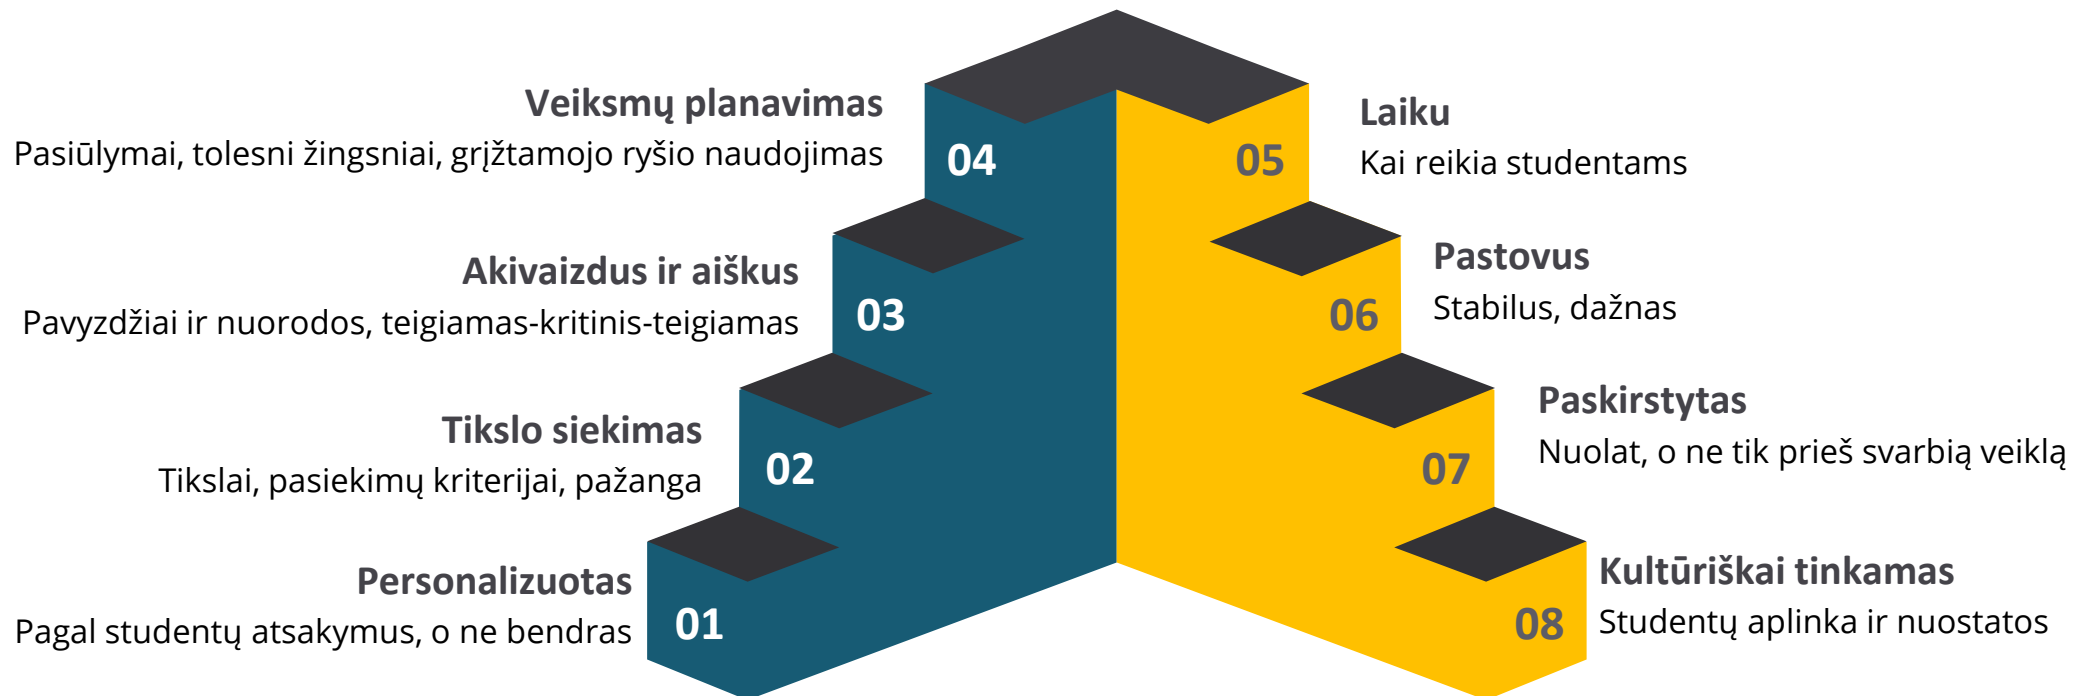 Veiksmų planavimas
Pasiūlymai, tolesni žingsniai, grįžtamojo ryšio naudojimas
04
Akivaizdus ir aiškus
Pavyzdžiai ir nuorodos, teigiamas-kritinis-teigiamas
03
Tikslo siekimas
Tikslai, pasiekimų kriterijai, pažanga
02
Personalizuotas
Pagal studentų atsakymus, o ne bendras
01
05
Laiku
Kai reikia studentams
06
Pastovus
Stabilus, dažnas
07
Paskirstytas
Nuolat, o ne tik prieš svarbią veiklą
08
Kultūriškai tinkamas
Studentų aplinka ir nuostatos